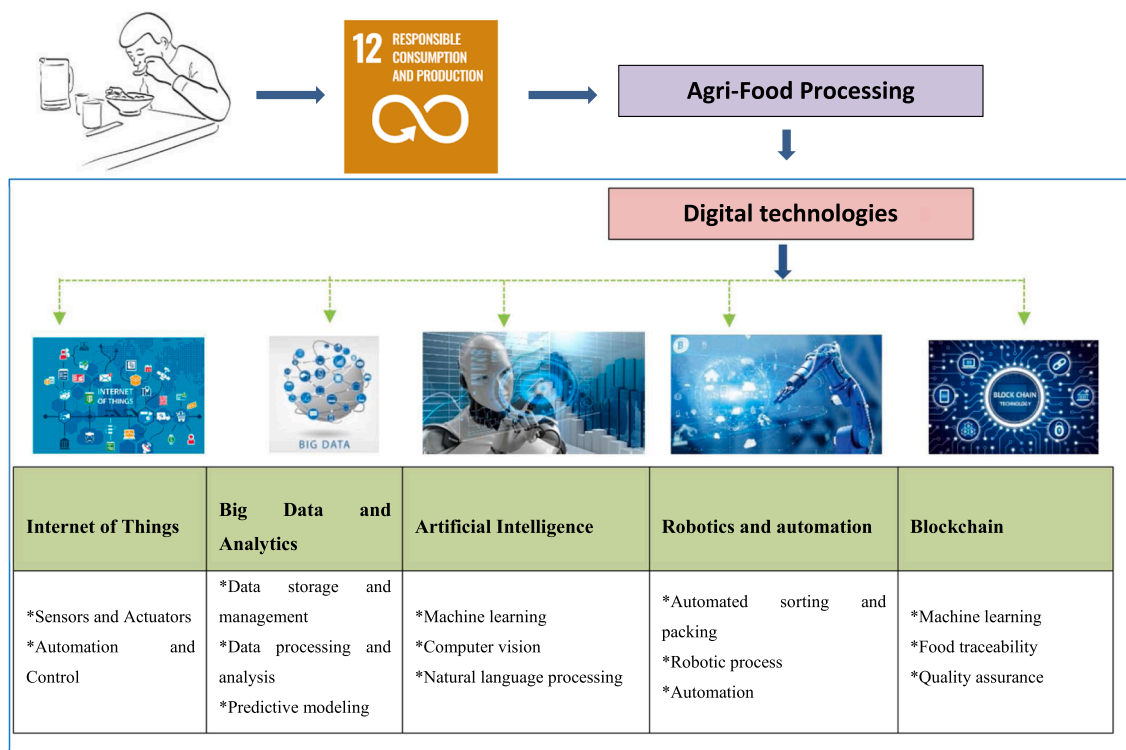 12 RESPONSIBLE
CONSUMPTION
AND PRODUCTION
Agri-Food Processing
Digital technologies
INTERNET
OF THINGS
BIG DATA
BLOCK CHAIN
TECHNOLOGY
Internet of Things
Big Data and
Analytics
Artificial Intelligence
Robotics and automation
Blockchain
*Sensors and Actuators
*Automation and
Control
*Data storage and
management
*Data processing and
analysis
*Predictive modeling
*Machine learning
*Computer vision
*Natural language processing
*Automated sorting and
packing
*Robotic process
*Automation
*Machine learning
*Food traceability
*Quality assurance